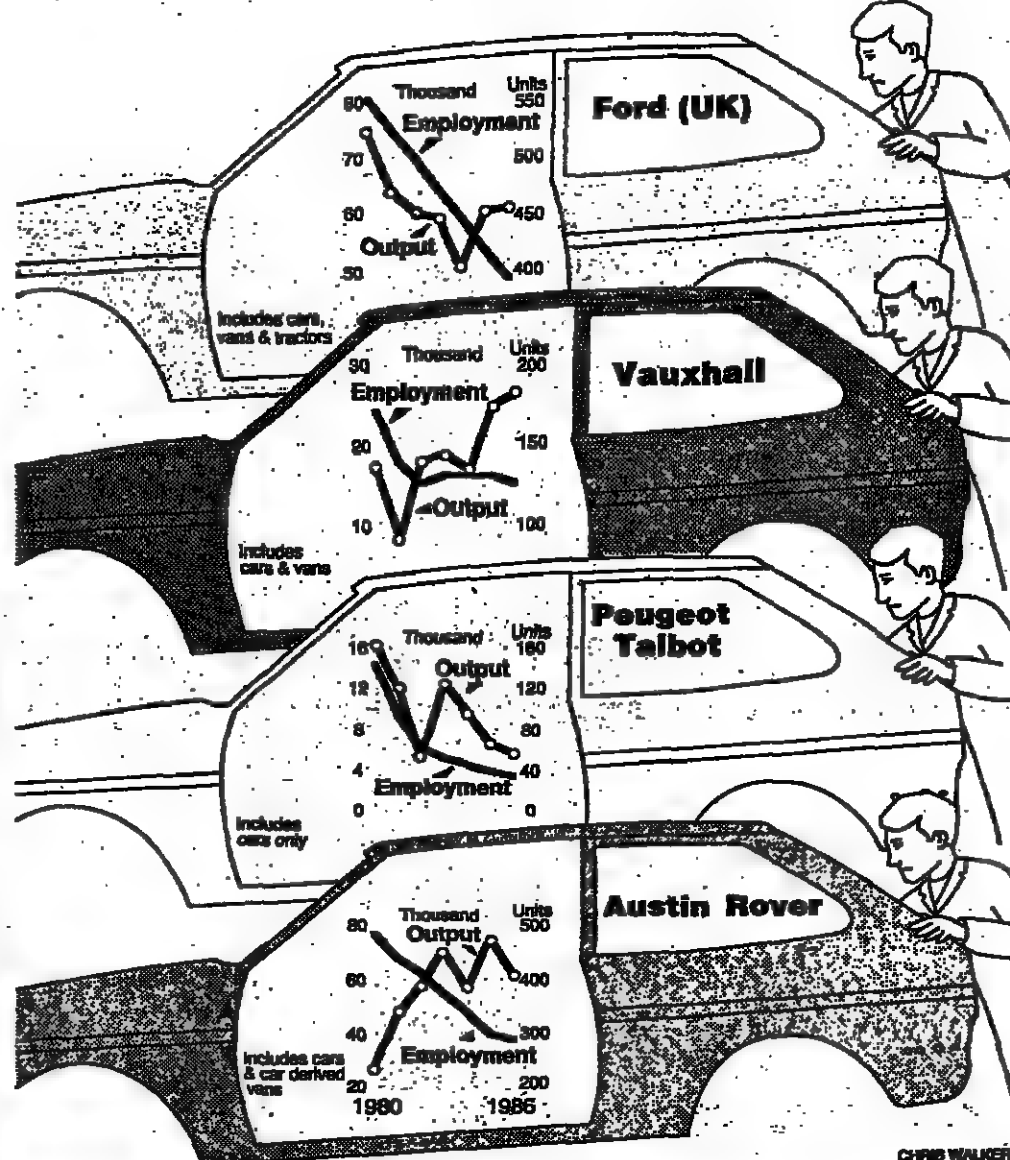 Thousand
Units
80
550
Employment
Ford (UK)
70
500
60
450
Output
50
400
Includes cars,
vans & tractors
Thousand
Units
30
200
Employment
Vauxhall
20
150
Output
10
100
Includes
cars & vans
Peugeot
Talbot
Thousand
Units
16
160
Output
12
120
8
80
4
40
Employment
0
0
Includes
cars only
Austin Rover
Thousand
Units
80
500
Output
60
400
40
300
Employment
Includes cars
& car derived
vans
20
200
1980
1986
CHRIS WALKER